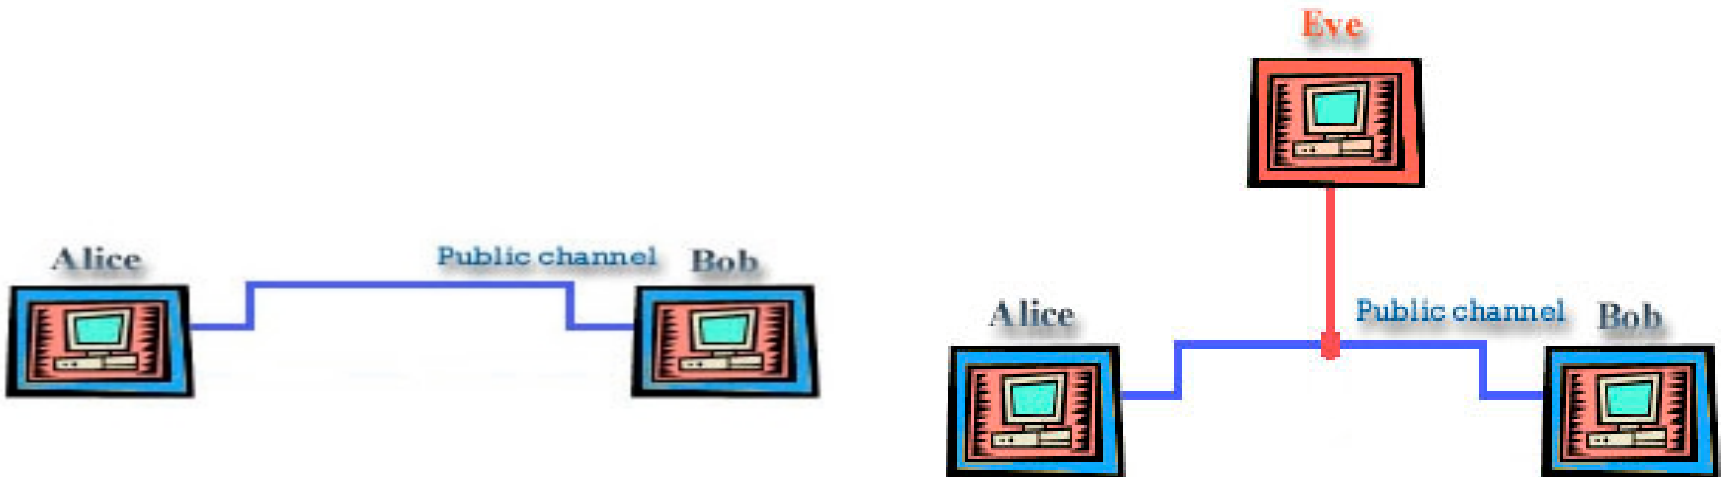 Alice
Public channel
Bob
Eve
Alice
Public channel
Bob